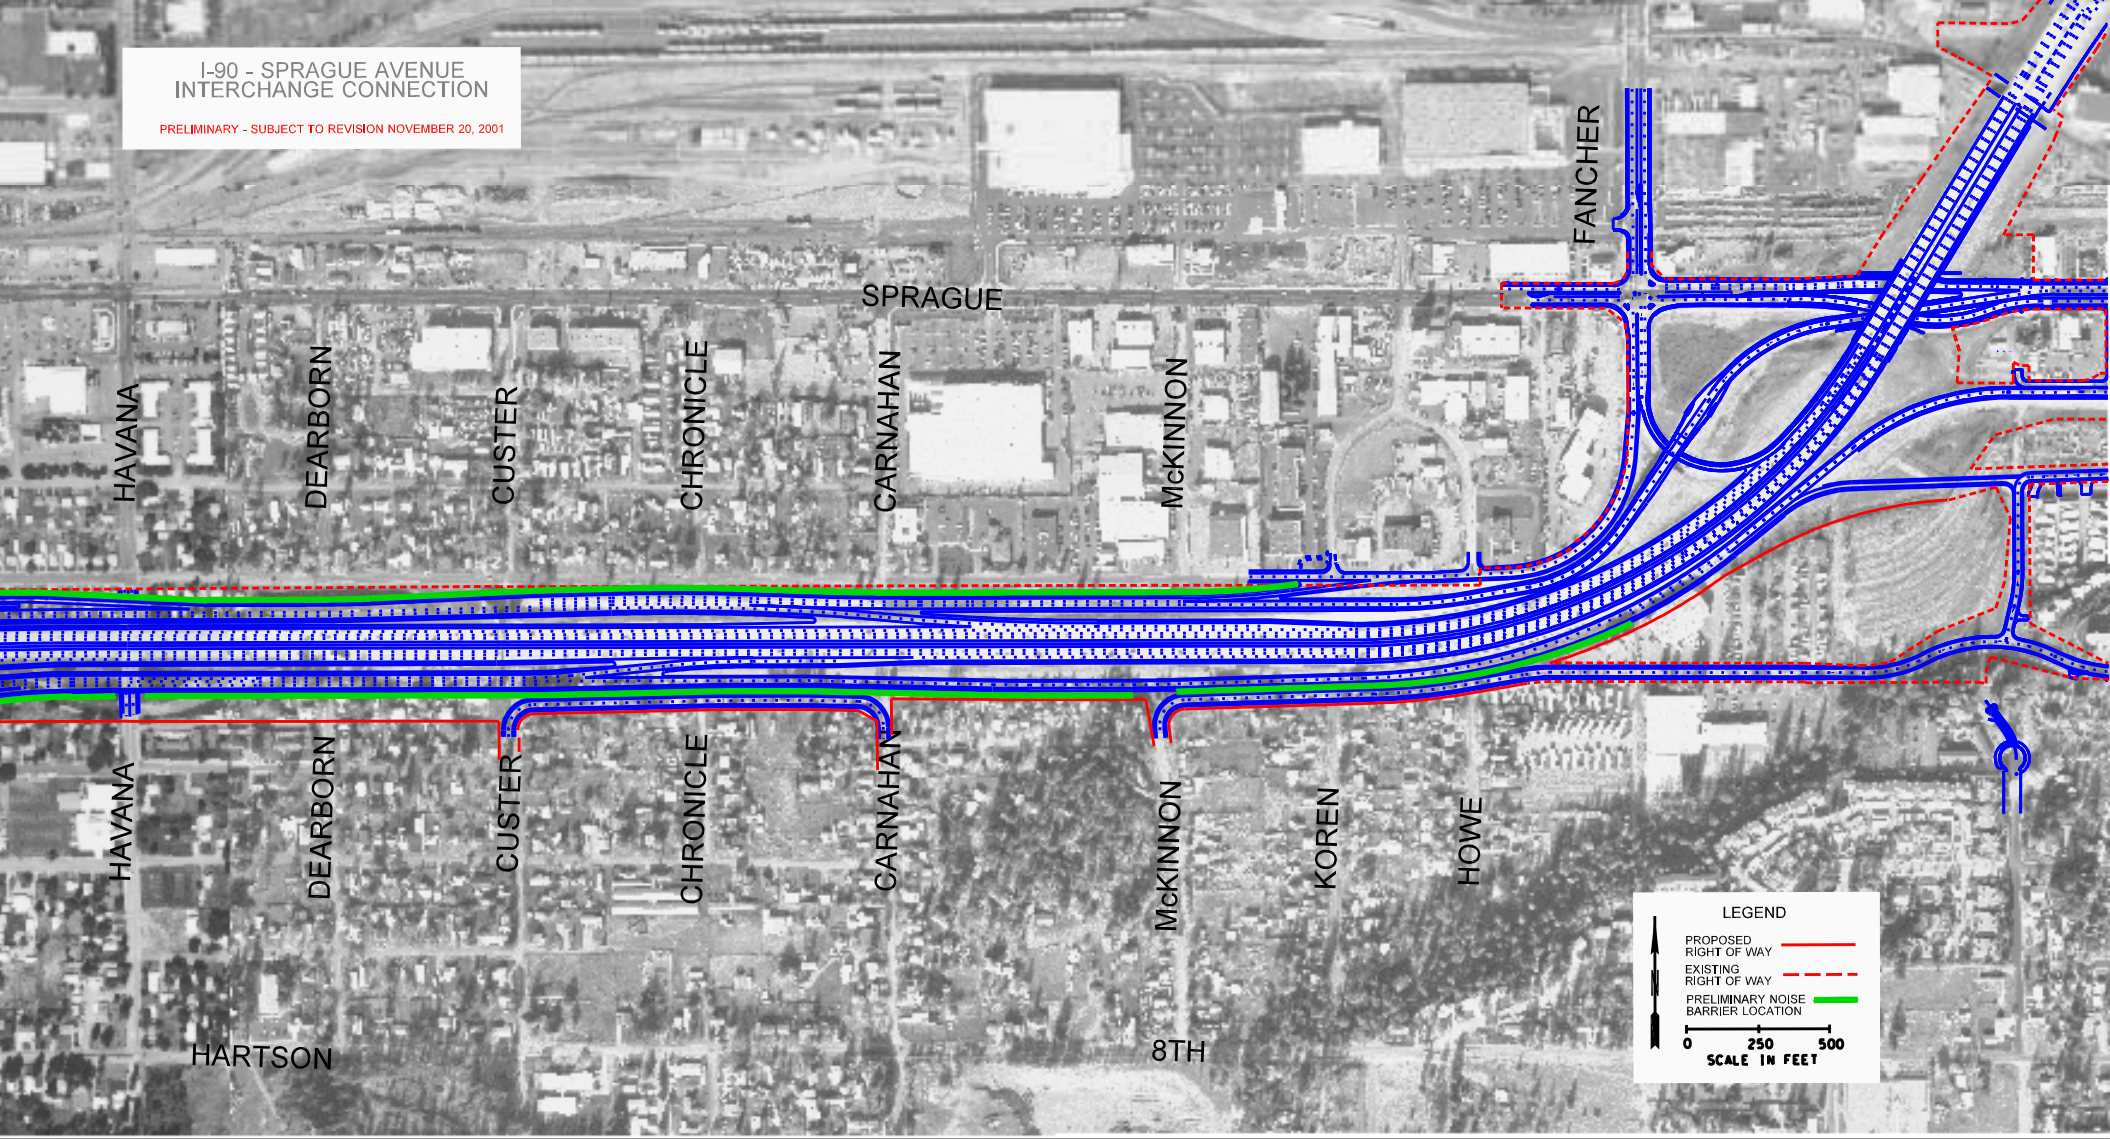 I-90 - SPRAGUE AVENUE
INTERCHANGE CONNECTION
PRELIMINARY - SUBJECT TO REVISION NOVEMBER 20, 2001
FANCHER
SPRAGUE
HAVANA
DEARBORN
CUSTER
CHRONICLE
CARNAHAN
McKINNON
HAVANA
DEARBORN
CUSTER
CHRONICLE
CARNAHAN
McKINNON
KOREN
HOWE
HARTSON
8TH
LEGEND
PROPOSED
RIGHT OF WAY
EXISTING
RIGHT OF WAY
PRELIMINARY NOISE
BARRIER LOCATION
N
0 250 500
SCALE IN FEET